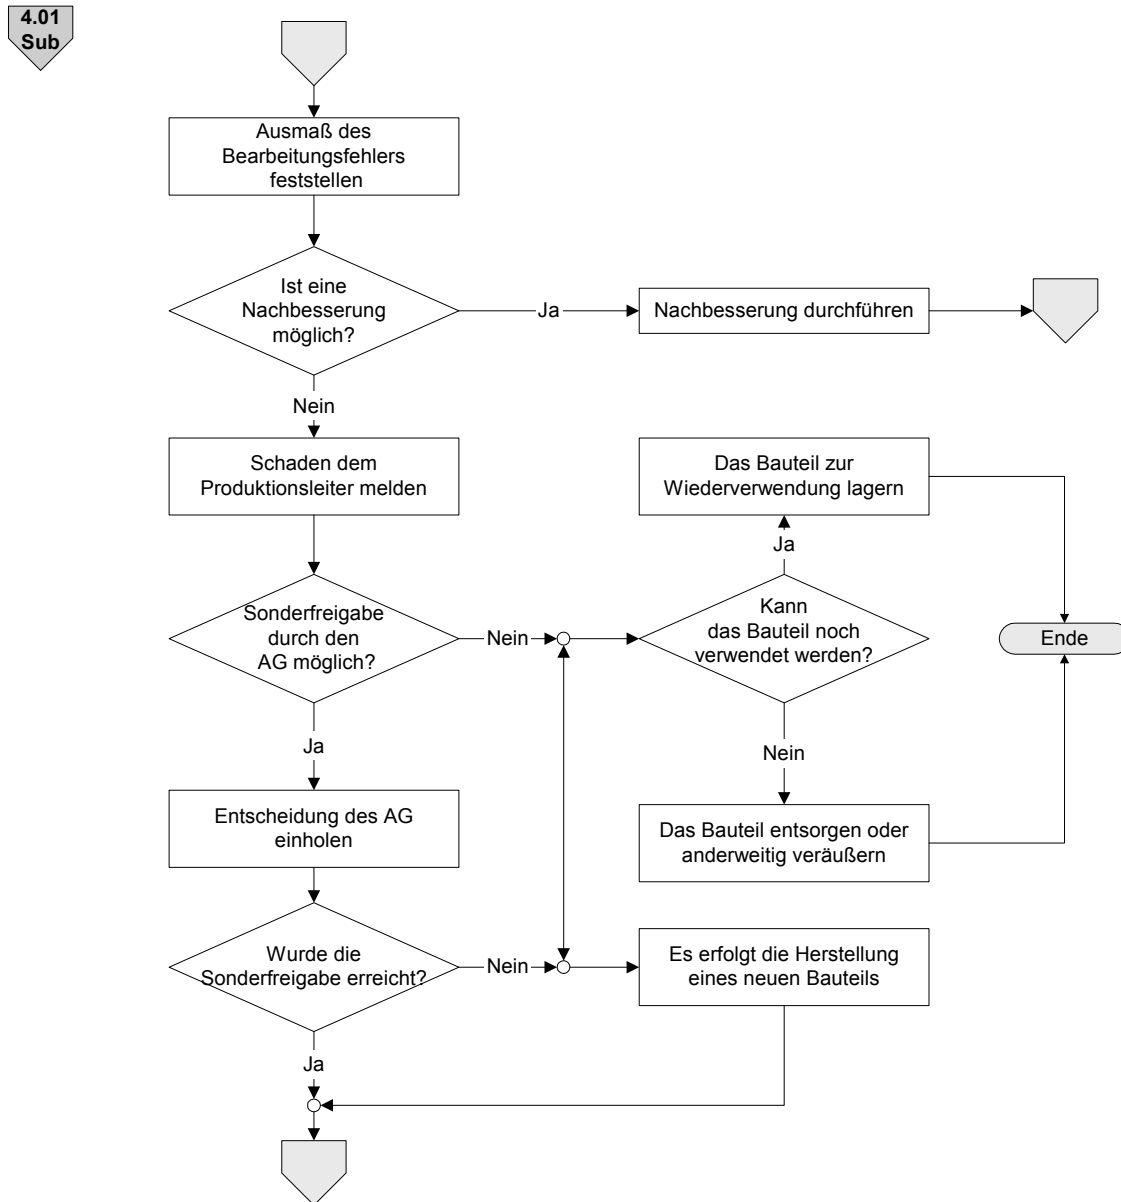 4.01
Sub
Ausmaß des
Bearbeitungsfehlers
feststellen
Ist eine
Nachbesserung
möglich?
Ja
Nachbesserung durchführen
Nein
Schaden dem
Produktionsleiter melden
Das Bauteil zur
Wiederverwendung lagern
Ja
Sonderfreigabe
durch den
AG möglich?
Nein
Kann
das Bauteil noch
verwendet werden?
Ende
Ja
Nein
Entscheidung des AG
einholen
Das Bauteil entsorgen oder
anderweitig veräußern
Wurde die
Sonderfreigabe erreicht?
Nein
Es erfolgt die Herstellung
eines neuen Bauteils
Ja